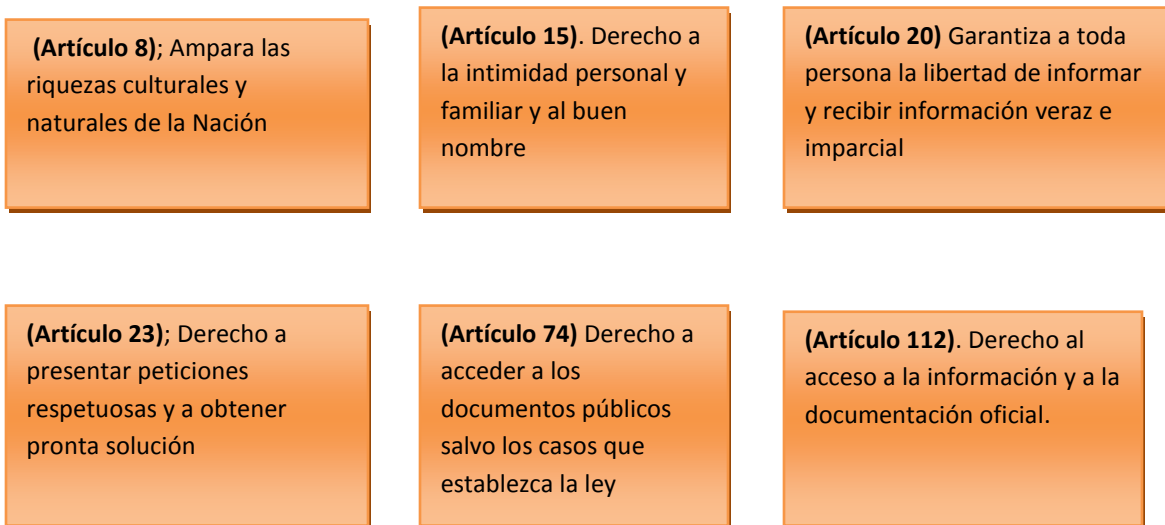 (Artículo 8); Ampara las
riquezas culturales y
naturales de la Nación
(Artículo 15). Derecho a
la intimidad personal y
familiar y al buen
nombre
(Artículo 20) Garantiza a toda
persona la libertad de informar
y recibir información veraz e
imparcial
(Artículo 23); Derecho a
presentar peticiones
respetuosas y a obtener
pronta solución
(Artículo 74) Derecho a
acceder a los
documentos públicos
salvo los casos que
establezca la ley
(Artículo 112). Derecho al
acceso a la información y a la
documentación oficial.